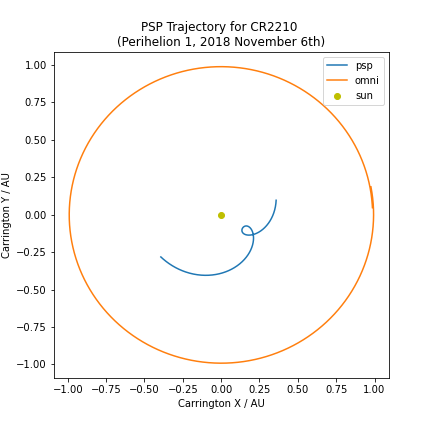 PSP Trajectory for CR2210
(Perihelion 1, 2018 November 6th)
psp
omni
sun
Carrington Y / AU
1.00
0.75
0.50
0.25
0.00
−0.25
−0.50
−0.75
−1.00
−1.00 −0.75 −0.50 −0.25 0.00 0.25 0.50 0.75 1.00
Carrington X / AU